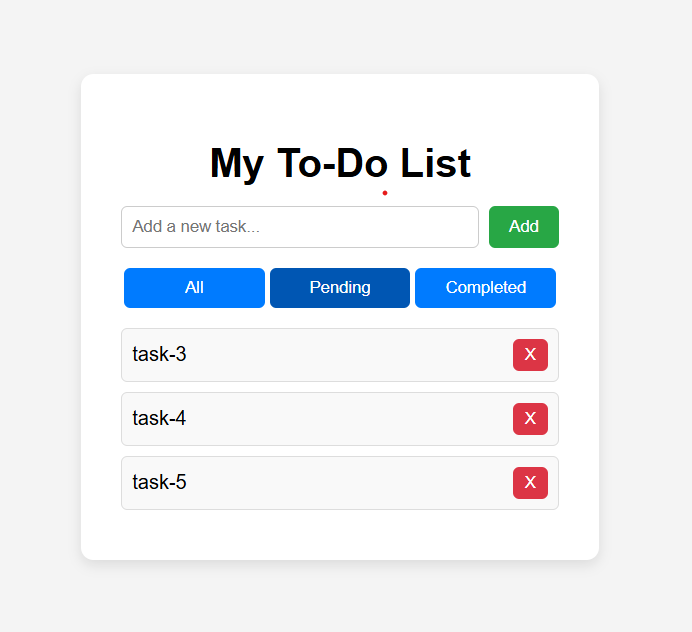 My To-Do List
Add a new task...
Add
All
Pending
Completed
task-3
X
task-4
X
task-5
X